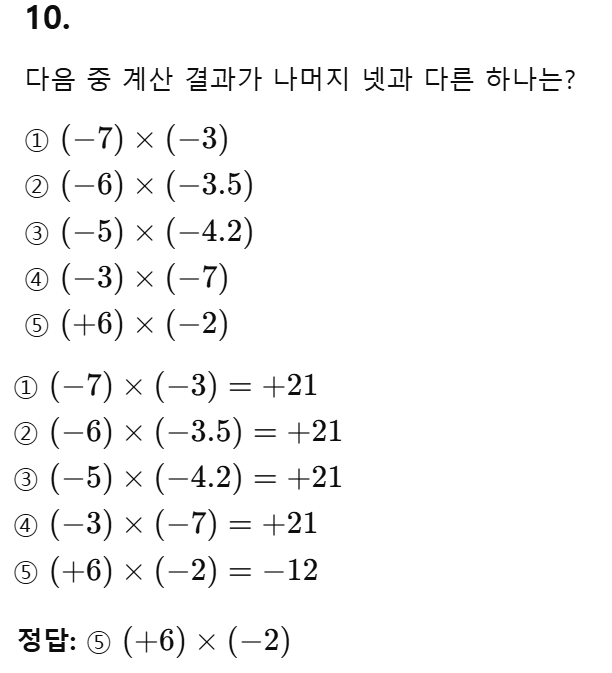 10.
다음 중 계산 결과가 나머지 넷과 다른 하나는?
① (−7) × (−3)
② (−6) × (−3.5)
③ (−5) × (−4.2)
④ (−3) × (−7)
⑤ (+6) × (−2)
① (−7) × (−3) = +21
② (−6) × (−3.5) = +21
③ (−5) × (−4.2) = +21
④ (−3) × (−7) = +21
⑤ (+6) × (−2) = −12
정답: ⑤ (+6) × (−2)